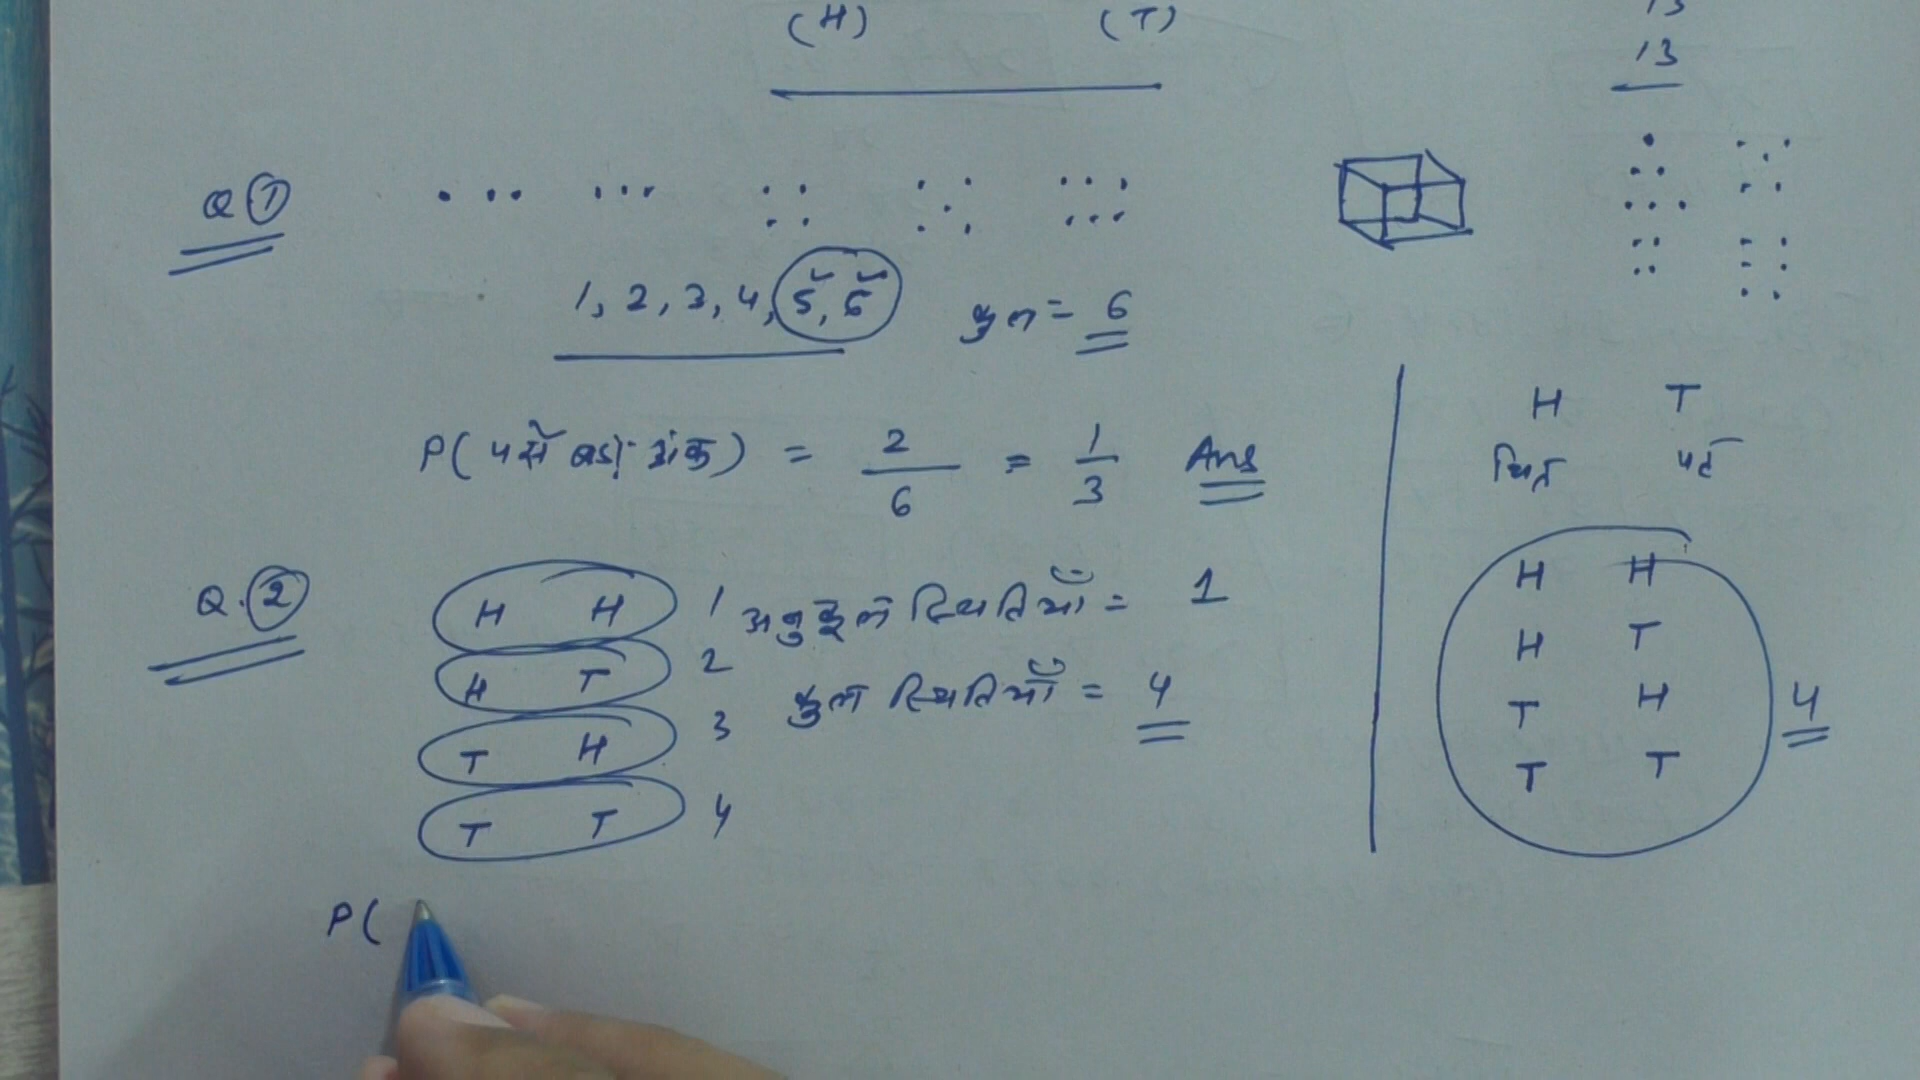 (H) (T)
13
13
Q ①
1, 2, 3, 4, 5, 6 कुल = 6
P( 4 से बड़ा अंक ) = 2/6 = 1/3 Ans
H T
चित पट
Q. ②
H H 1 अनुकूल स्थितियाँ = 1
H T 2 कुल स्थितियाँ = 4
T H 3
T T 4
H H
H T
T H 4
T T
P(